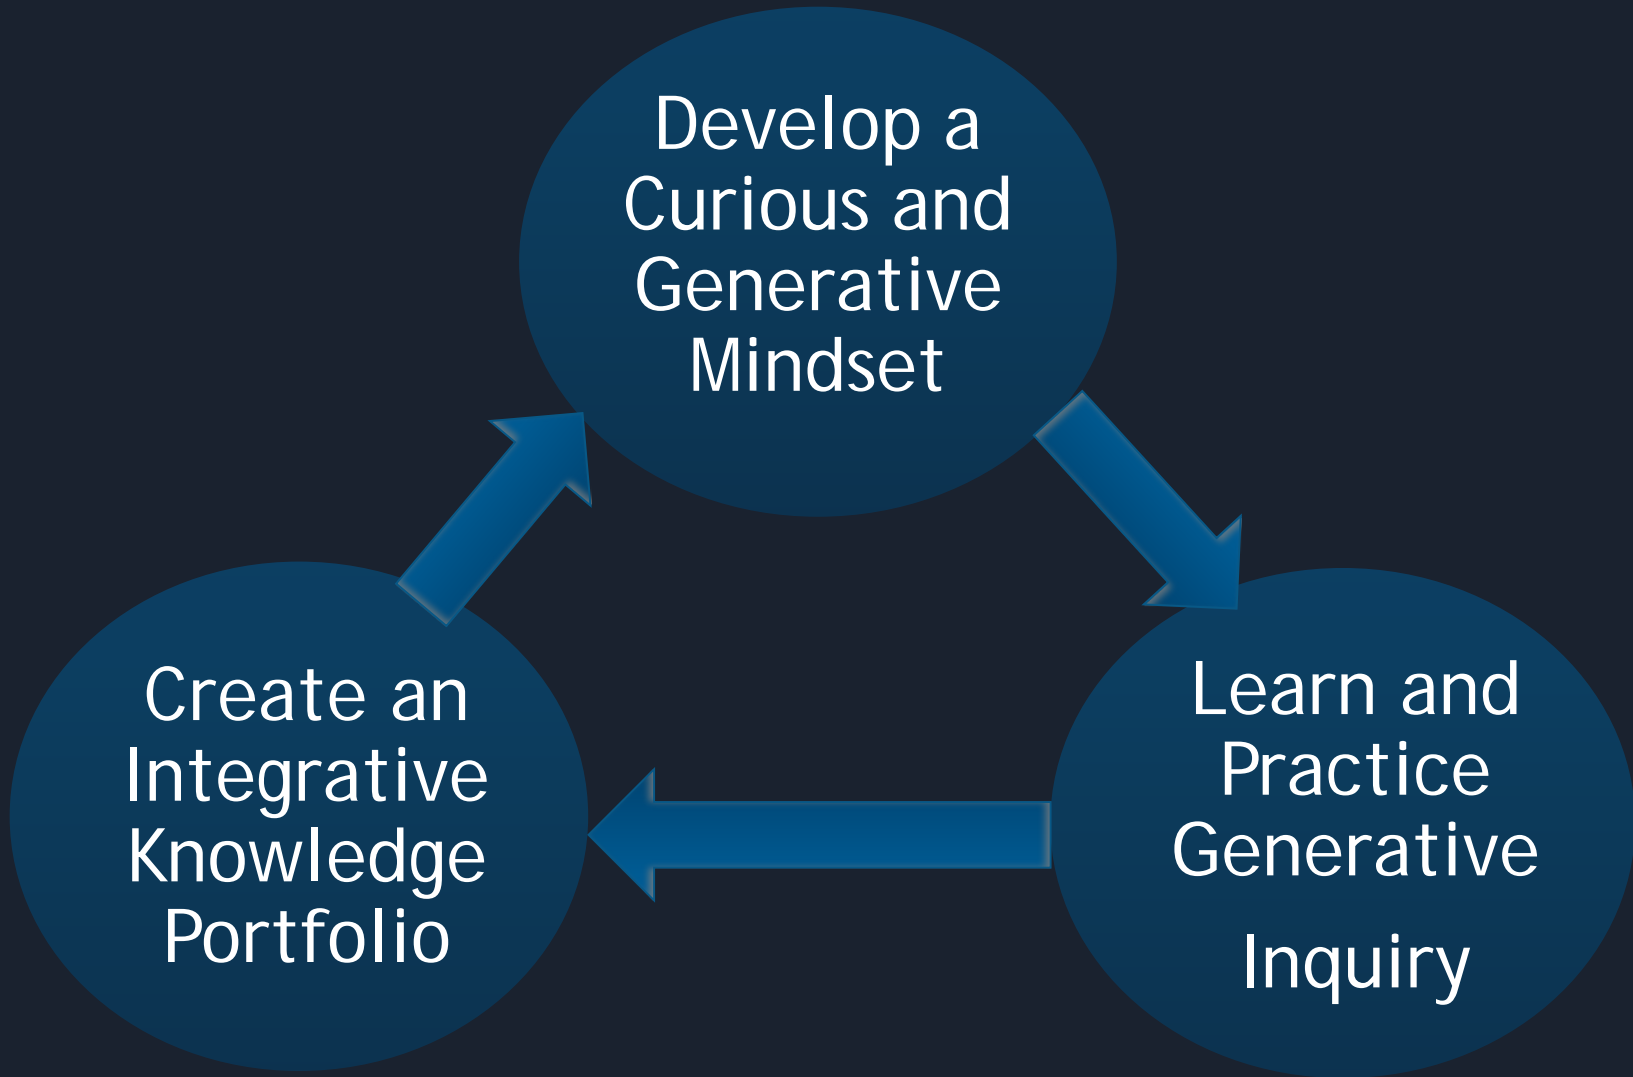 Develop a
Curious and
Generative
Mindset
Learn and
Practice
Generative
Inquiry
Create an
Integrative
Knowledge
Portfolio